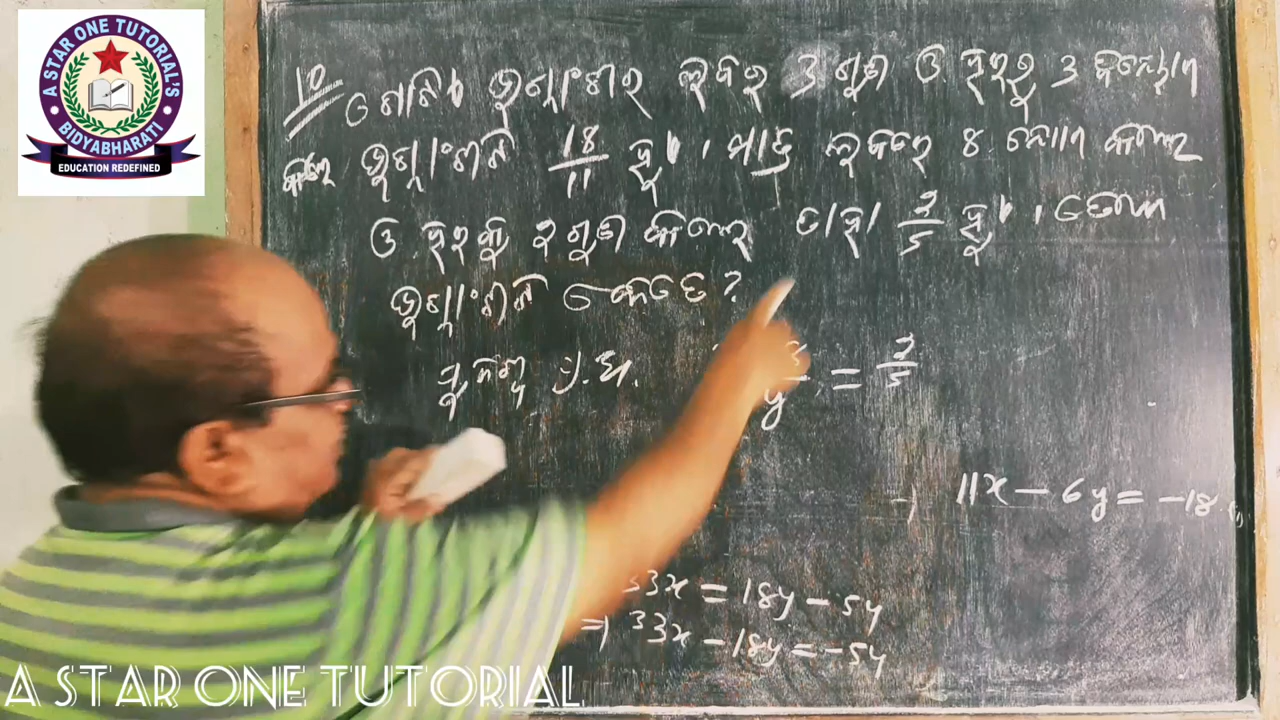 A STAR ONE TUTORIAL'S
BIDYABHARATI
EDUCATION REDEFINED
10 ଗୋଟିଏ ଭଗ୍ନାଂଶର ଲବର 3 ଗୁଣ ଓ ହରରୁ 3 ବିୟୋଗ
କଲେ ଭଗ୍ନାଂଶଟି 18/11 ହୁଏ । ମାତ୍ର ଲବରେ 8 ଯୋଗ କଲେ
ଓ ହରକୁ 2 ଗୁଣ କଲେ ତାହା 2/5 ହୁଏ । ତେବେ
ଭଗ୍ନାଂଶଟି କେତେ ?
= 2/5
y
⇒ 11x - 6y = -18
33x = 18y - 54
⇒ 33x - 18y = -54
A STAR ONE TUTORIAL